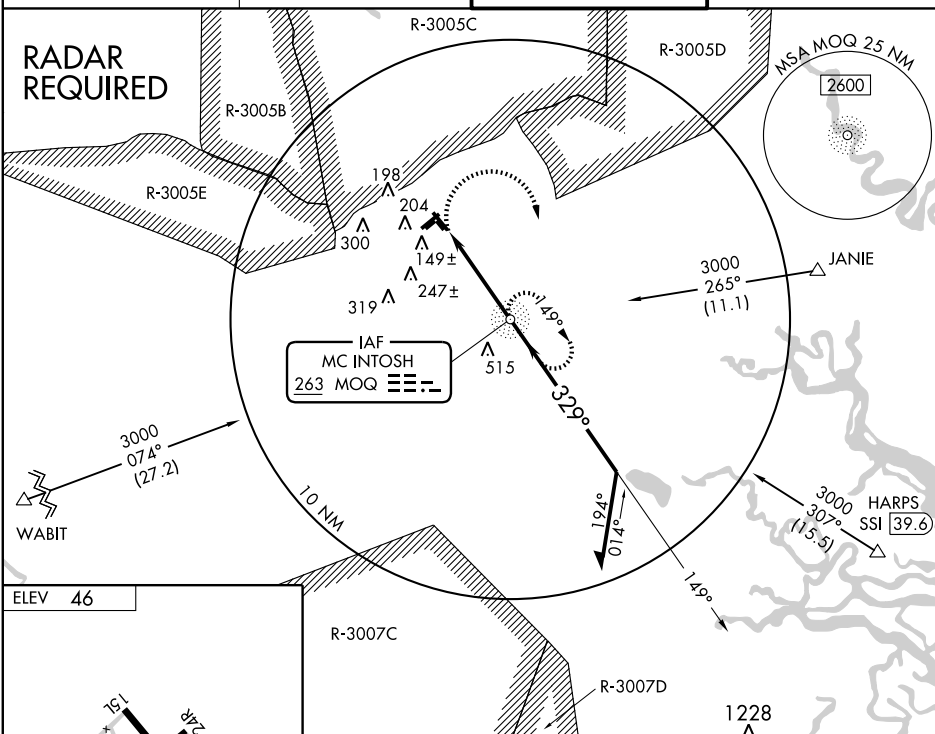 R-3005C
RADAR
REQUIRED
R-3005D
MSA MOQ 25 NM
2600
R-3005B
R-3005E
198
204
300
149±
247±
319
JANIE
3000
265°
(11.1)
149°
IAF
MC INTOSH
263 MOQ
515
329°
3000
074°
(27.2)
WABIT
10 NM
194°
014°
3000
307°
(15.5)
HARPS
SSI 39.6
149°
ELEV 46
R-3007C
R-3007D
1228
15L
24R